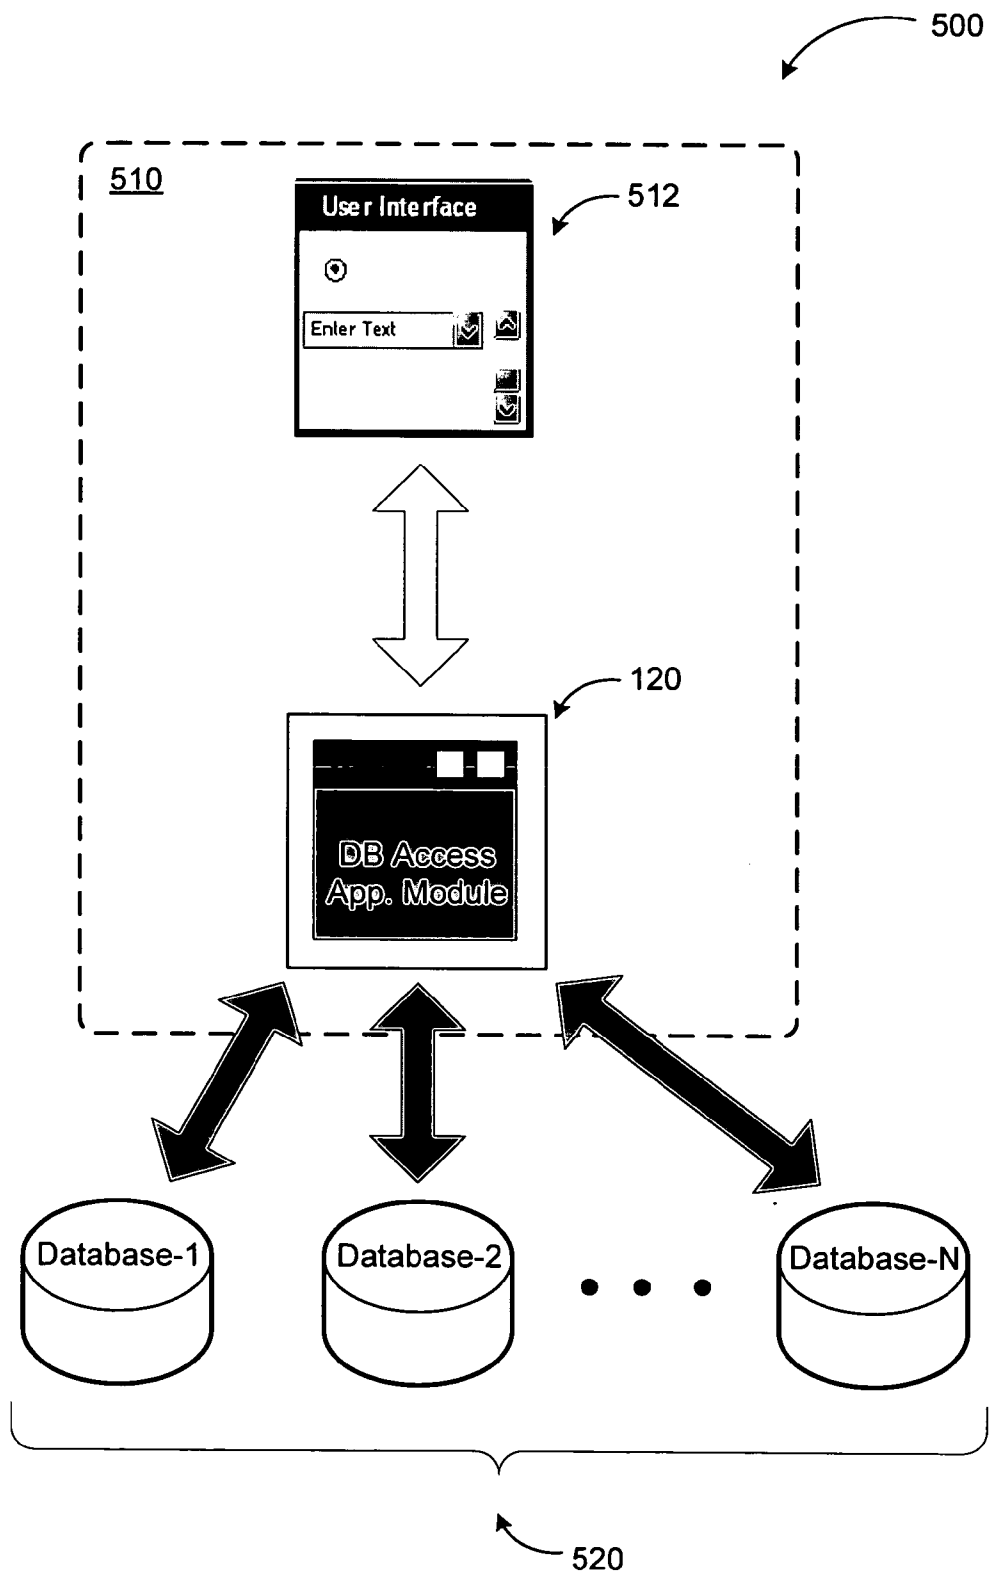 500
510
User Interface
512
Enter Text
120
DB Access
App. Module
Database-1
Database-2
Database-N
520